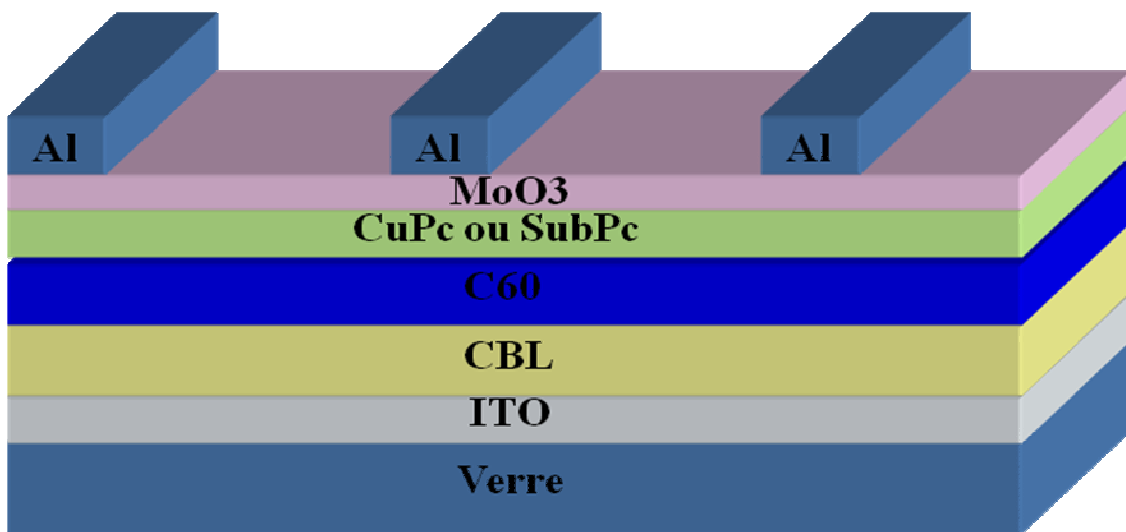 Al Al Al
MoO3
CuPc ou SubPc
C60
CBL
ITO
Verre